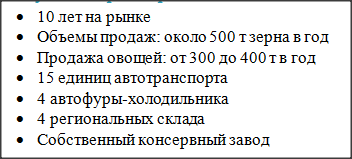 • 10 лет на рынке
• Объемы продаж: около 500 т зерна в год
• Продажа овощей: от 300 до 400 т в год
• 15 единиц автотранспорта
• 4 автофуры-холодильника
• 4 региональных склада
• Собственный консервный завод